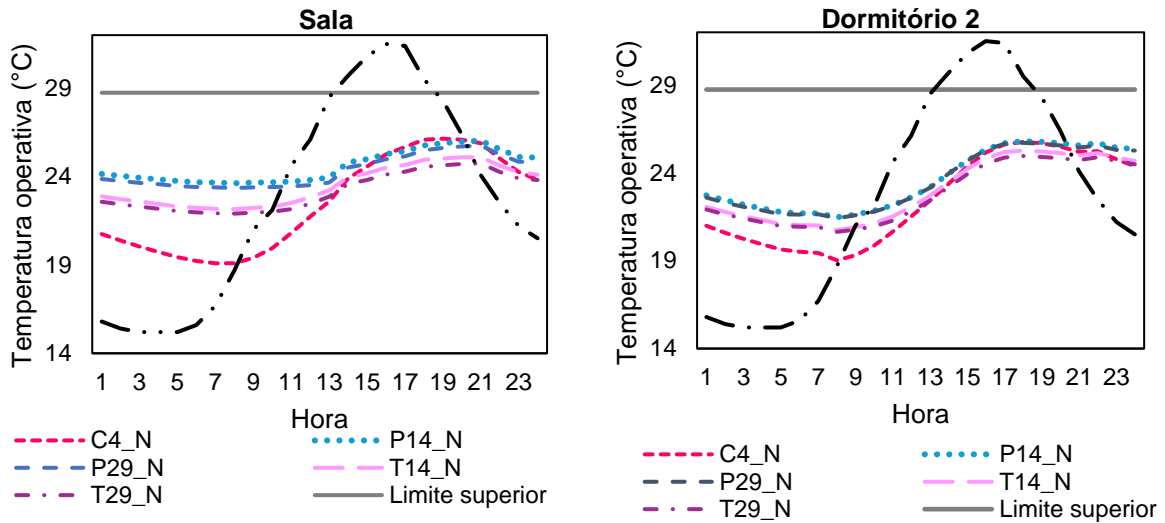 Sala
Temperatura operativa (°C)
29
24
19
14
1 3 5 7 9 11 13 15 17 19 21 23
Hora
C4_N
P14_N
P29_N
T14_N
T29_N
Limite superior
Dormitório 2
Temperatura operativa (°C)
29
24
19
14
1 3 5 7 9 11 13 15 17 19 21 23
Hora
C4_N
P14_N
P29_N
T14_N
T29_N
Limite superior